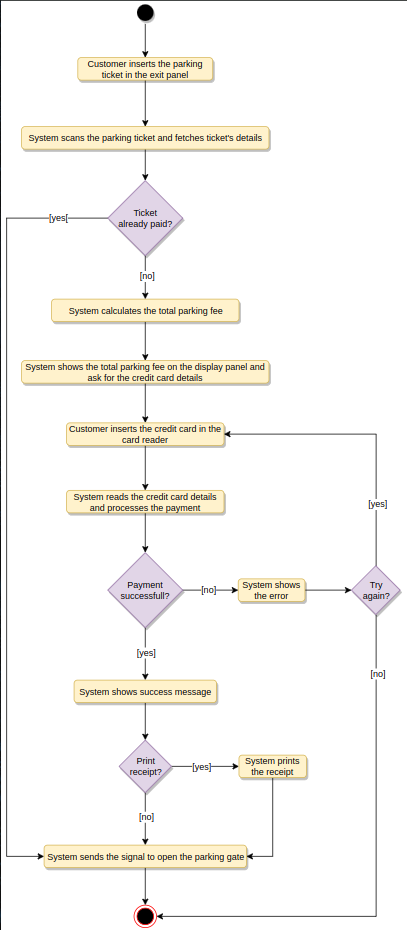 Customer inserts the parking
ticket in the exit panel
System scans the parking ticket and fetches ticket's details
Ticket
already paid?
[yes[
[no]
System calculates the total parking fee
System shows the total parking fee on the display panel and
ask for the credit card details
Customer inserts the credit card in the
card reader
System reads the credit card details
and processes the payment
[yes]
Payment
successfull?
[no]
System shows
the error
Try
again?
[yes]
[no]
System shows success message
Print
receipt?
[yes]
System prints
the receipt
[no]
System sends the signal to open the parking gate